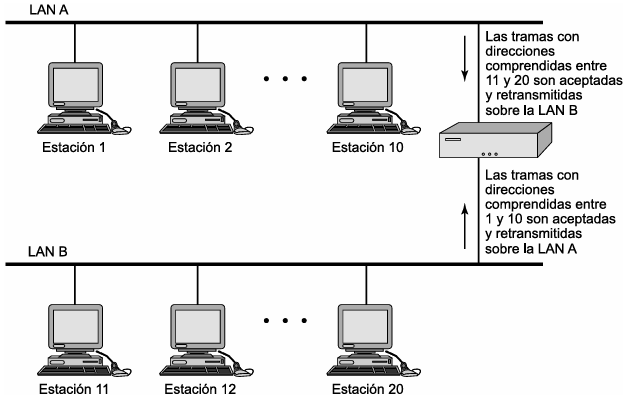 LAN A
Las tramas con
direcciones
comprendidas entre
11 y 20 son aceptadas
y retransmitidas
sobre la LAN B
Estación 1
Estación 2
Estación 10
Las tramas con
direcciones
comprendidas entre
1 y 10 son aceptadas
y retransmitidas
sobre la LAN A
LAN B
Estación 11
Estación 12
Estación 20